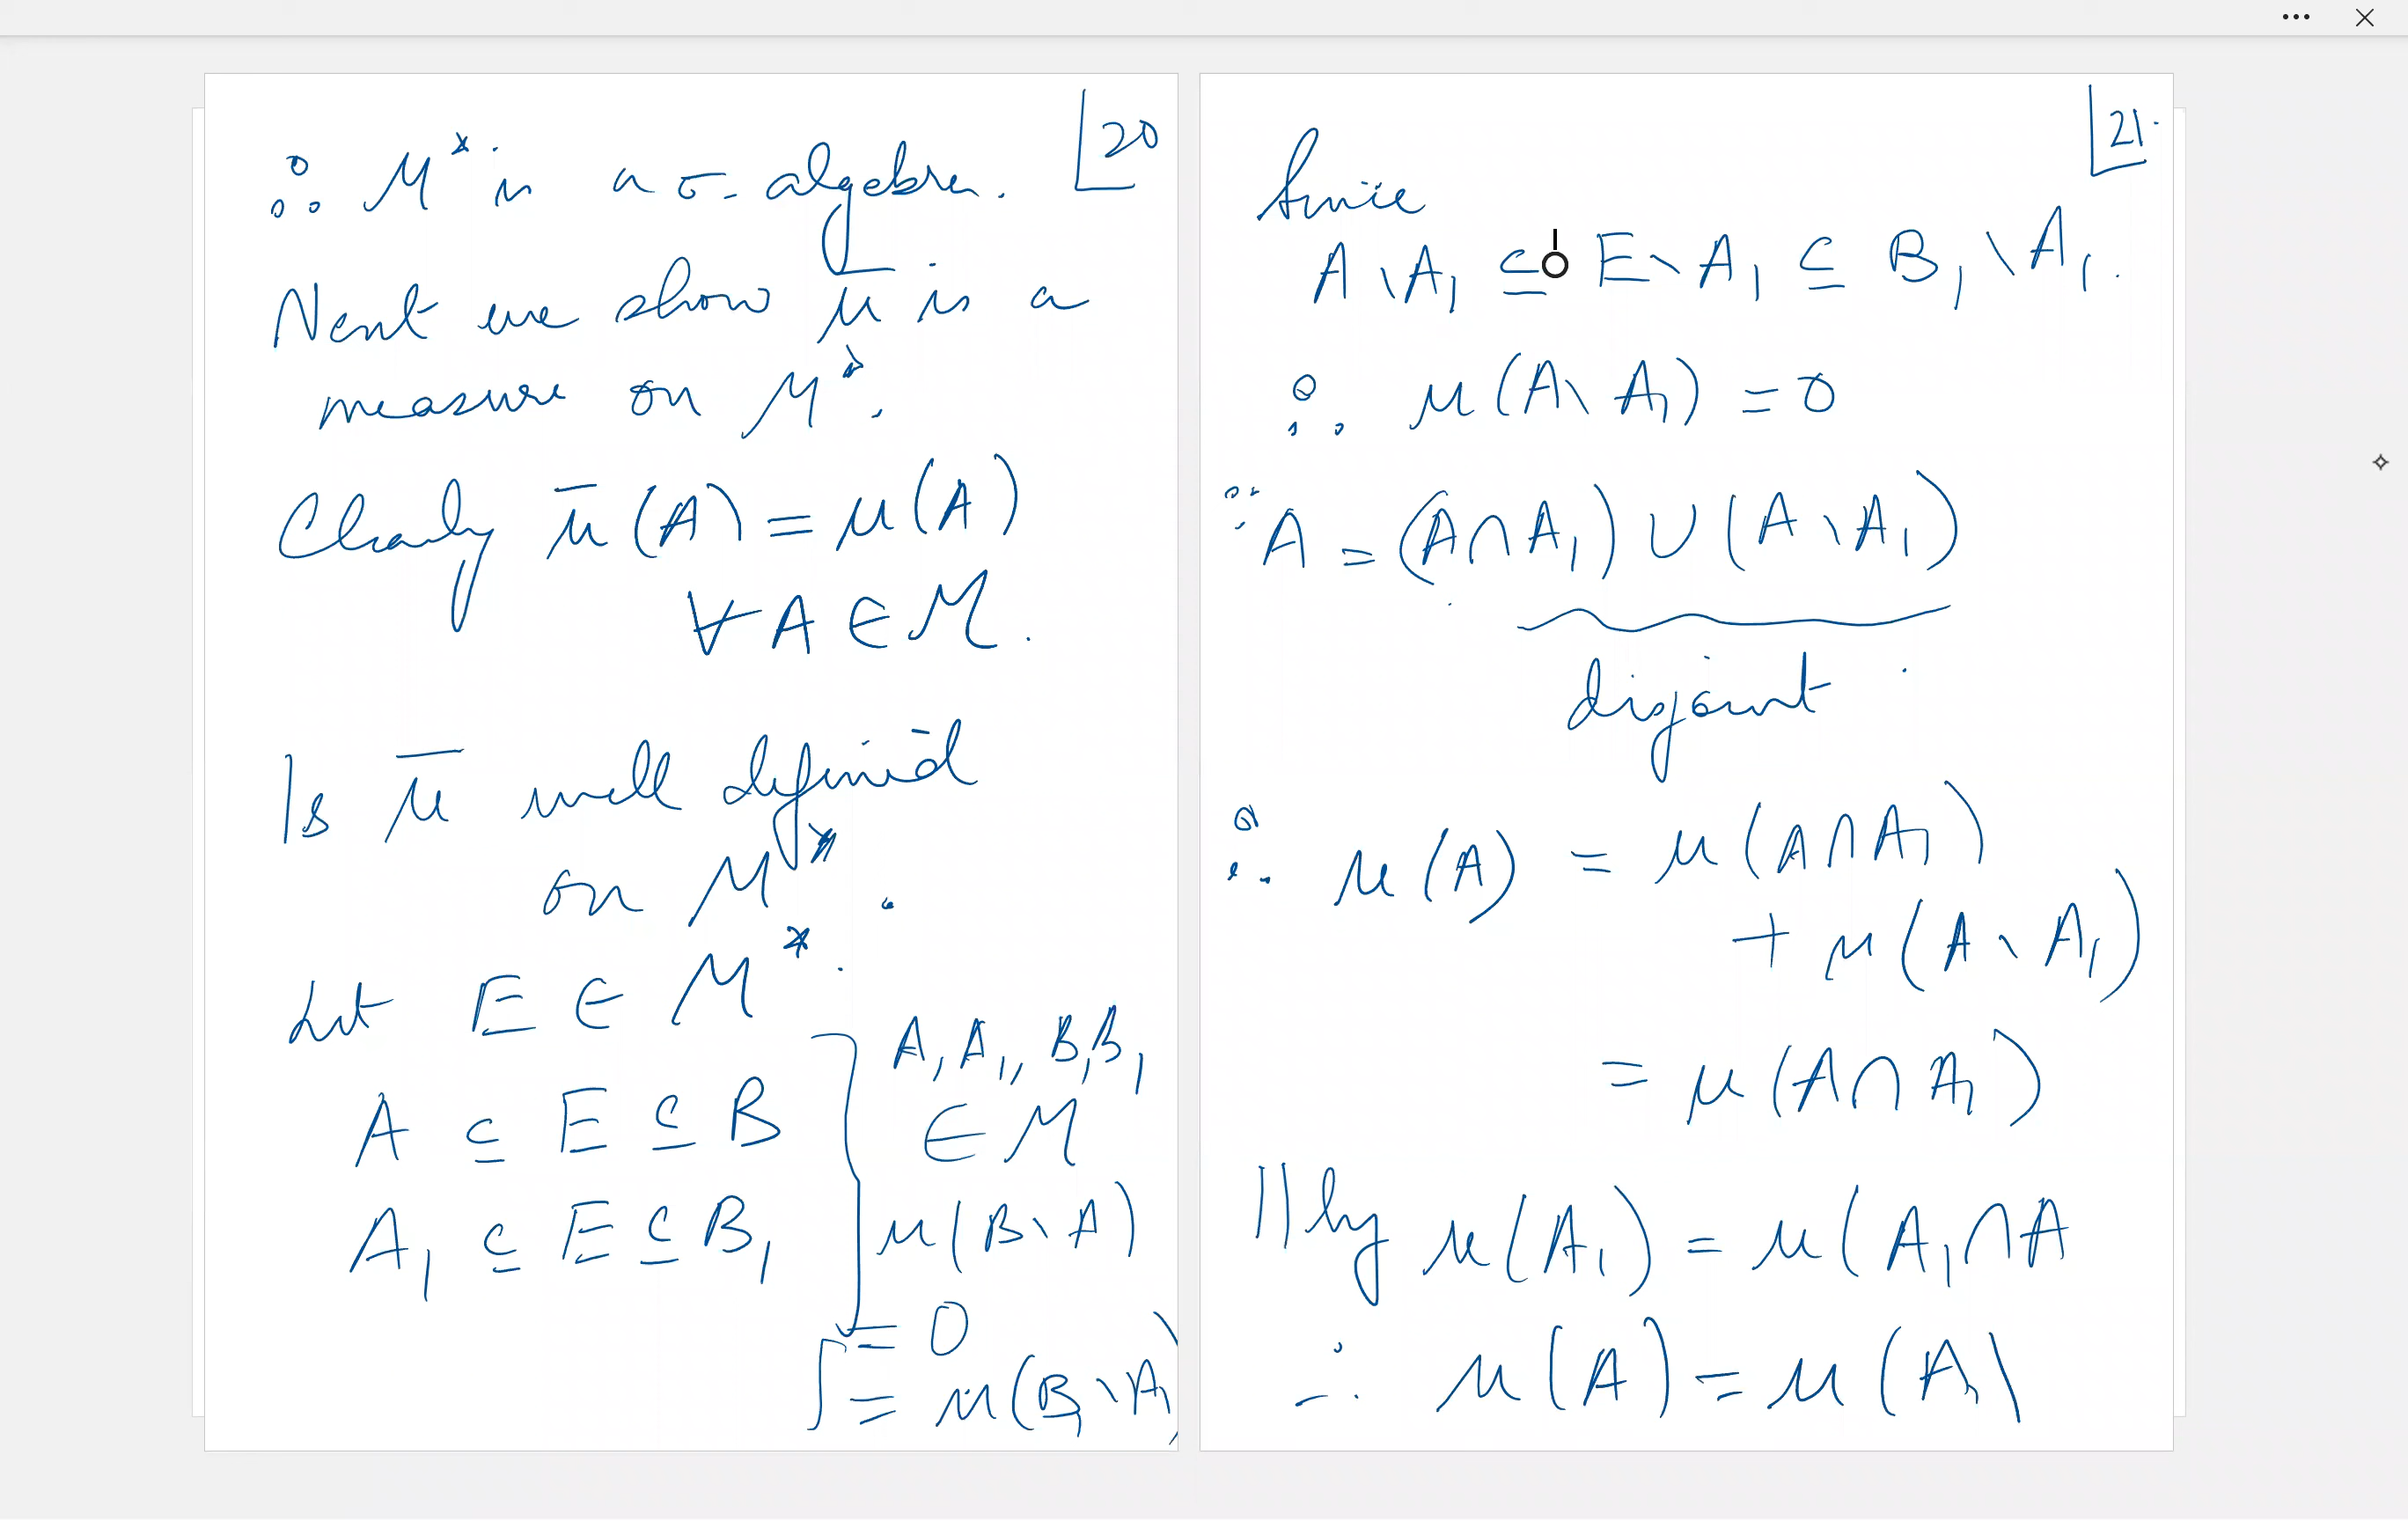 20
∴ M* is a σ-algebra.
Next we show μ̄ is a
measure on M*.
Clearly μ̄(A) = μ(A)
∀ A ∈ M.
Is μ̄ well defined
on M*.
Let E ∈ M*.
A ⊆ E ⊆ B
A₁ ⊆ E ⊆ B₁
A, A₁, B, B₁
∈ M
μ(B∖A)
= 0
= μ(B₁∖A₁)
21.
Since
A∖A₁ ⊆ E∖A₁ ⊆ B₁∖A₁.
∴ μ(A∖A₁) = 0
∵ A = (A∩A₁) ∪ (A∖A₁)
disjoint
∴ μ(A) = μ(A∩A₁)
+ μ(A∖A₁)
= μ(A∩A₁)
|||ly μ(A₁) = μ(A₁∩A
∴ μ(A) = μ(A₁)